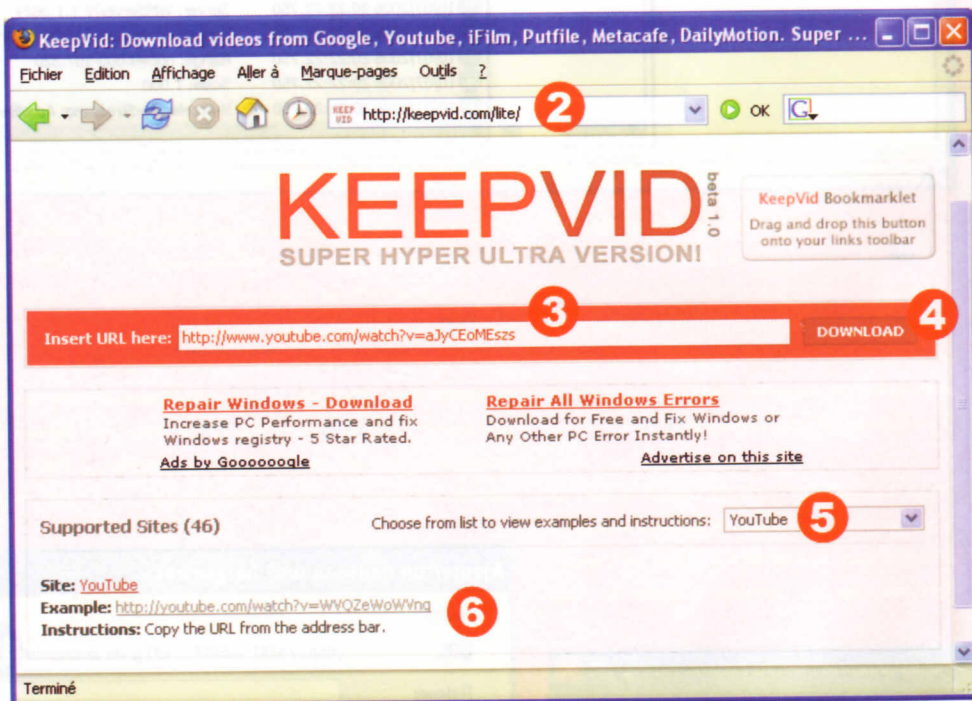 KeepVid: Download videos from Google, Youtube, iFilm, Putfile, Metacafe, DailyMotion. Super ...
Fichier Edition Affichage Aller à Marque-pages Outils ?
KEEP VID http://keepvid.com/lite/ 2 OK G
KEEPVID beta 1.0
SUPER HYPER ULTRA VERSION!
KeepVid Bookmarklet
Drag and drop this button
onto your links toolbar
3 4
Insert URL here: http://www.youtube.com/watch?v=aJyCEoMEszs DOWNLOAD
Repair Windows - Download
Increase PC Performance and fix
Windows registry - 5 Star Rated.
Ads by Goooooogle
Repair All Windows Errors
Download for Free and Fix Windows or
Any Other PC Error Instantly!
Advertise on this site
Supported Sites (46) Choose from list to view examples and instructions: YouTube 5
Site: YouTube
Example: http://youtube.com/watch?v=WVQZeWoWVng 6
Instructions: Copy the URL from the address bar.
Terminé